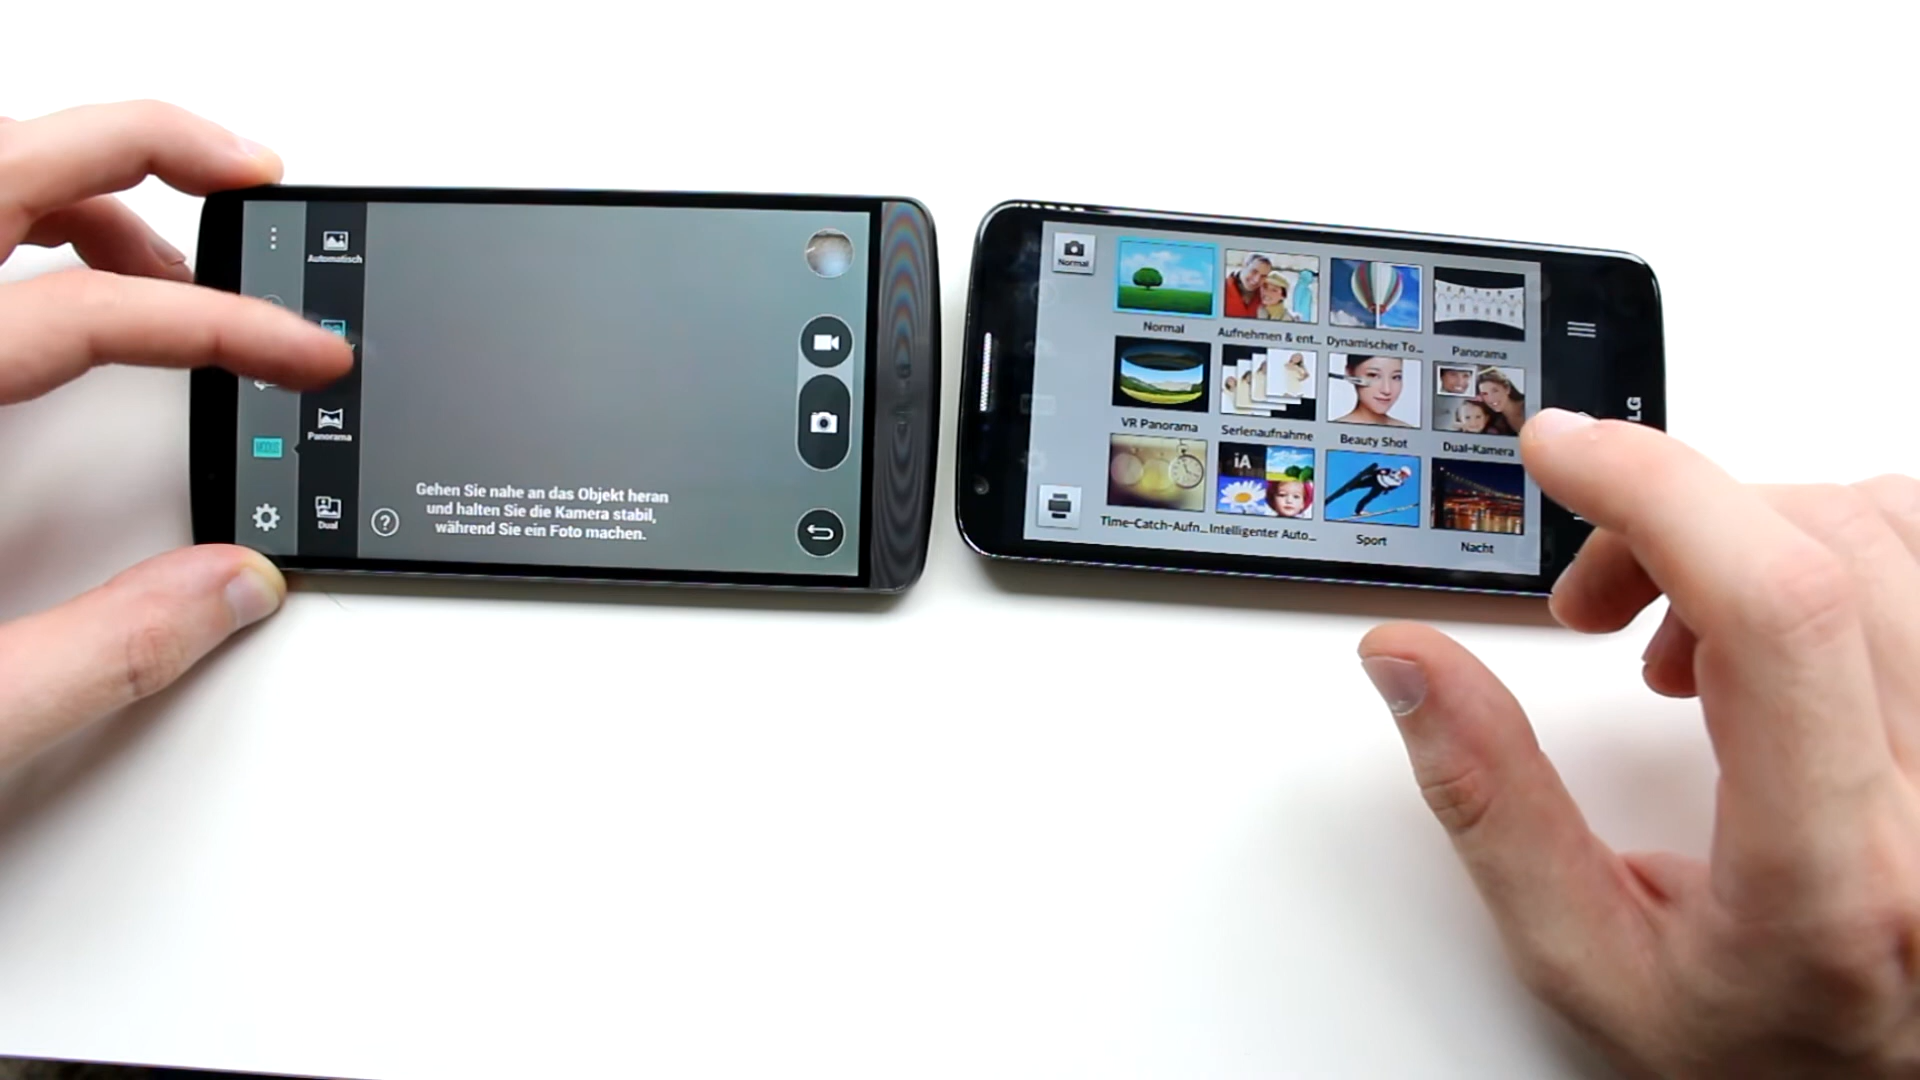 Automatisch
Panorama
MODUS
Dual
?
Gehen Sie nahe an das Objekt heran
und halten Sie die Kamera stabil,
während Sie ein Foto machen.
Normal
Normal
Aufnehmen & ent...
Dynamischer To...
Panorama
VR Panorama
Serienaufnahme
Beauty Shot
Dual-Kamera
iA
Time-Catch-Aufn...
Intelligenter Auto...
Sport
Nacht
LG